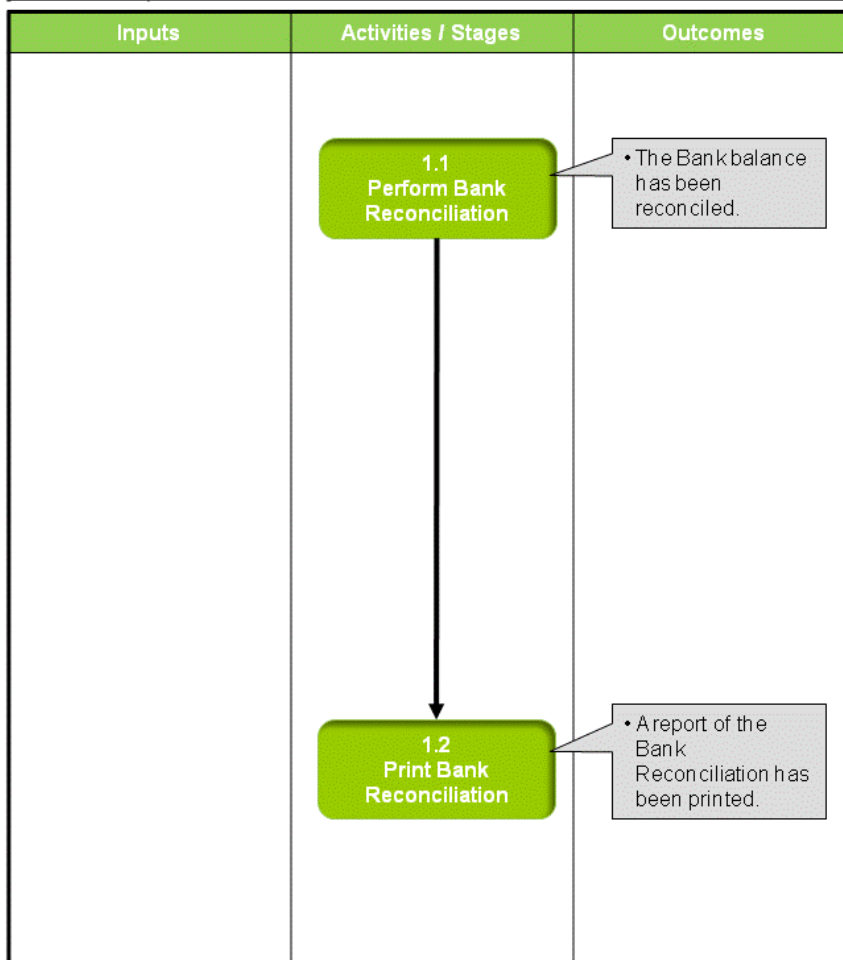 Inputs
Activities / Stages
Outcomes
1.1
Perform Bank
Reconciliation
• The Bank balance
has been
reconciled.
1.2
Print Bank
Reconciliation
• A report of the
Bank
Reconciliation has
been printed.